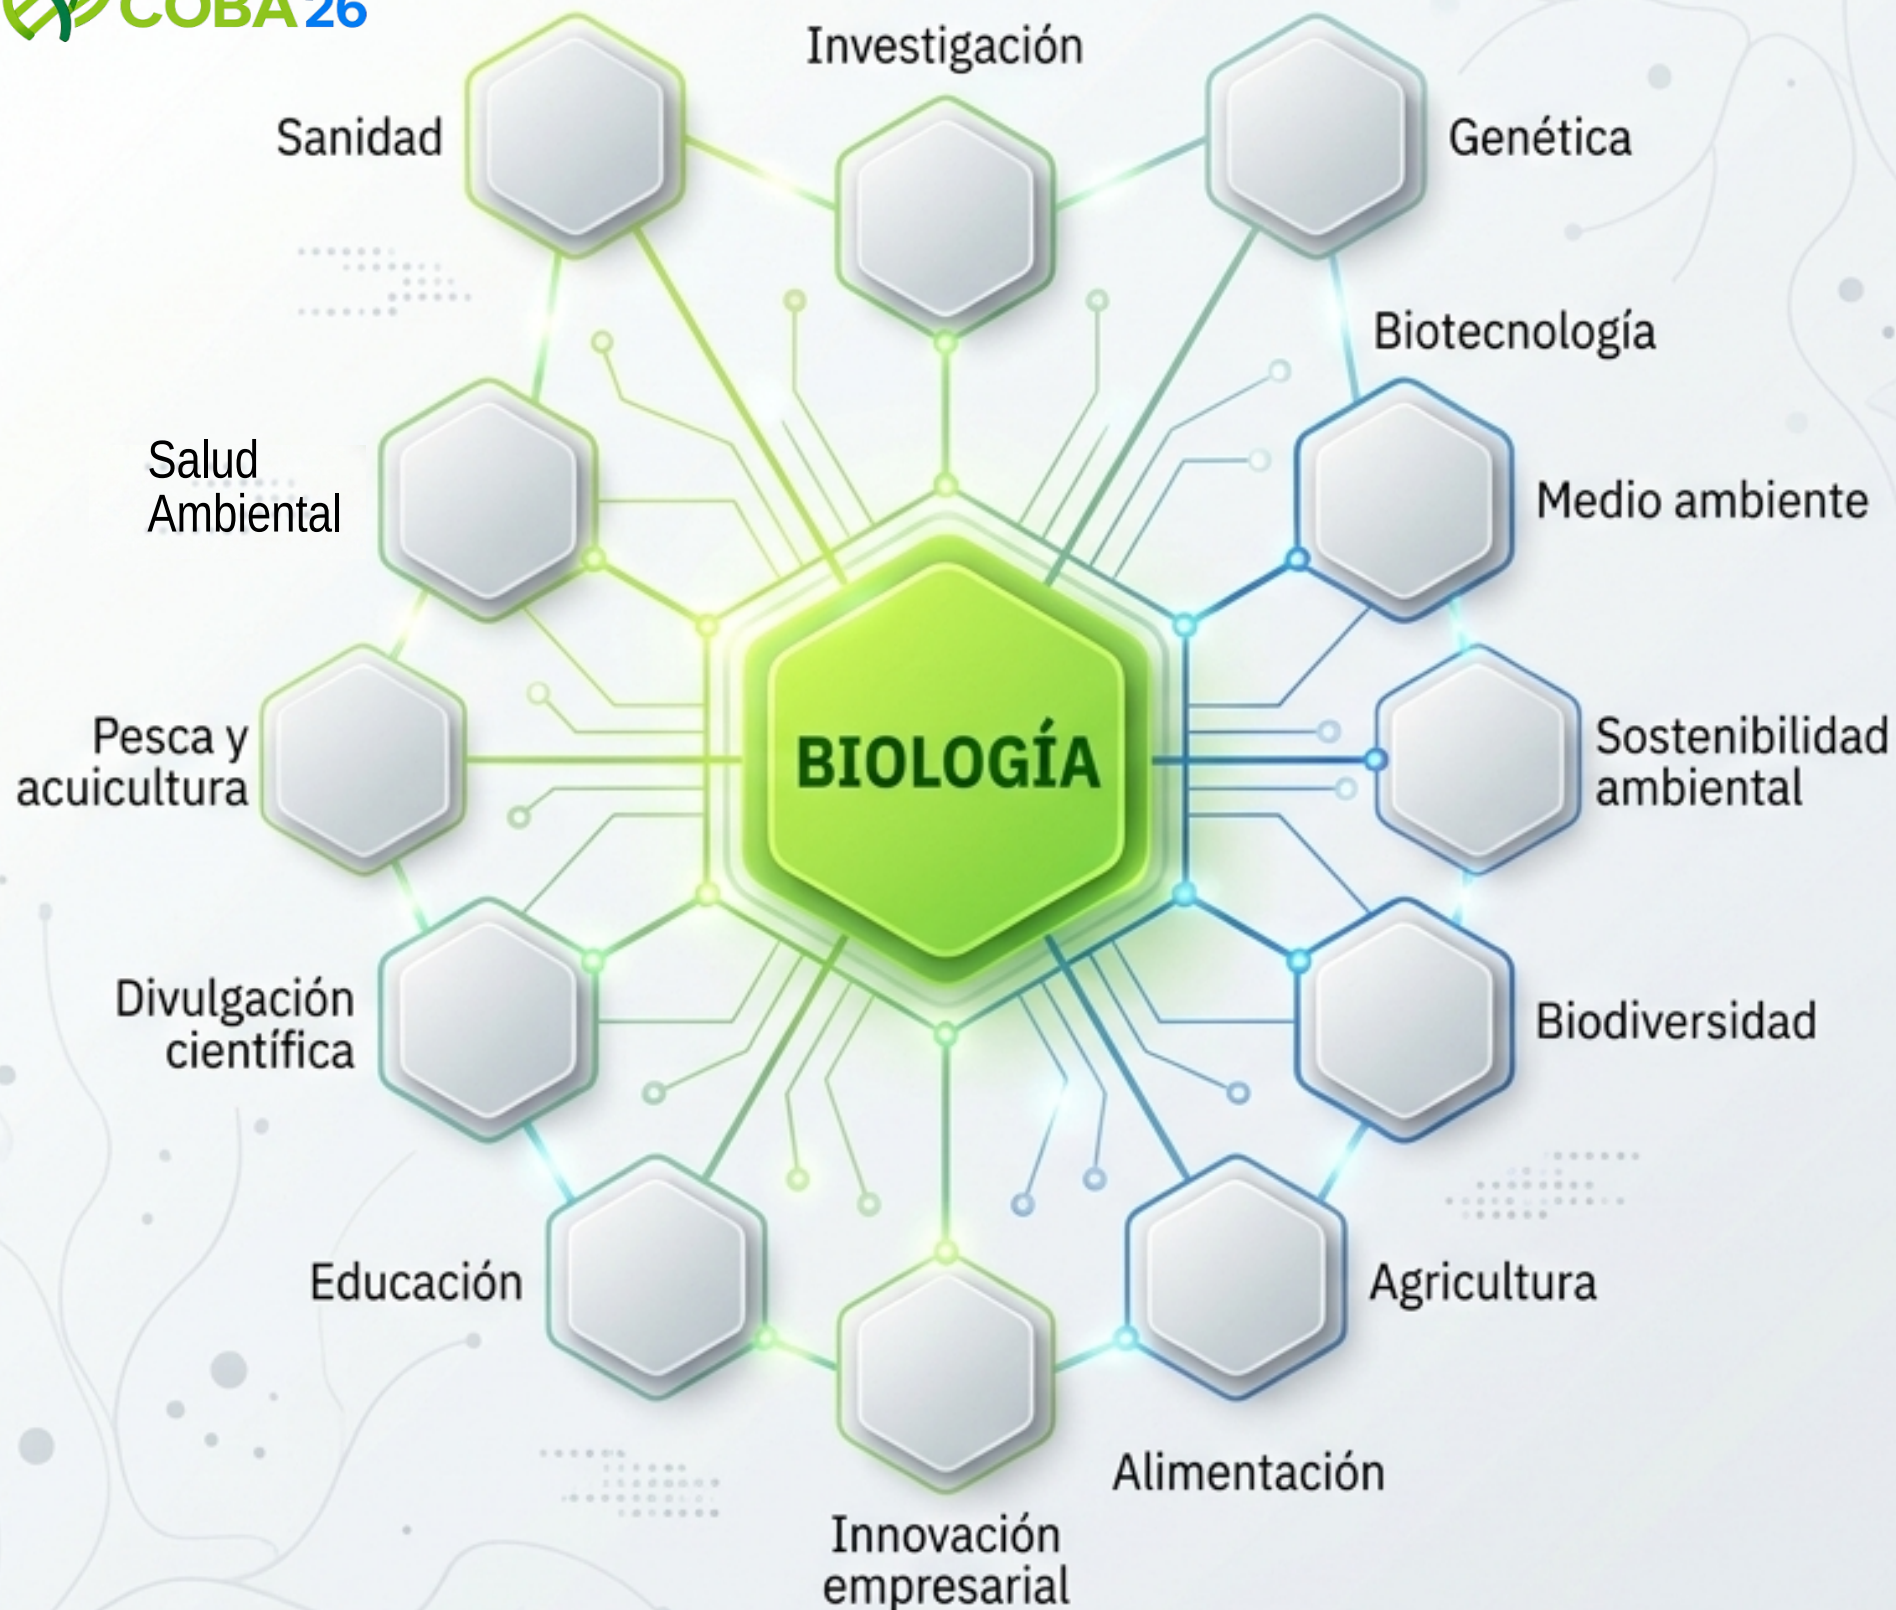 COBA 26
Investigación
Sanidad
Genética
Biotecnología
Salud
Ambiental
Medio ambiente
Pesca y
acuicultura
BIOLOGÍA
Sostenibilidad
ambiental
Divulgación
científica
Biodiversidad
Educación
Agricultura
Alimentación
Innovación
empresarial